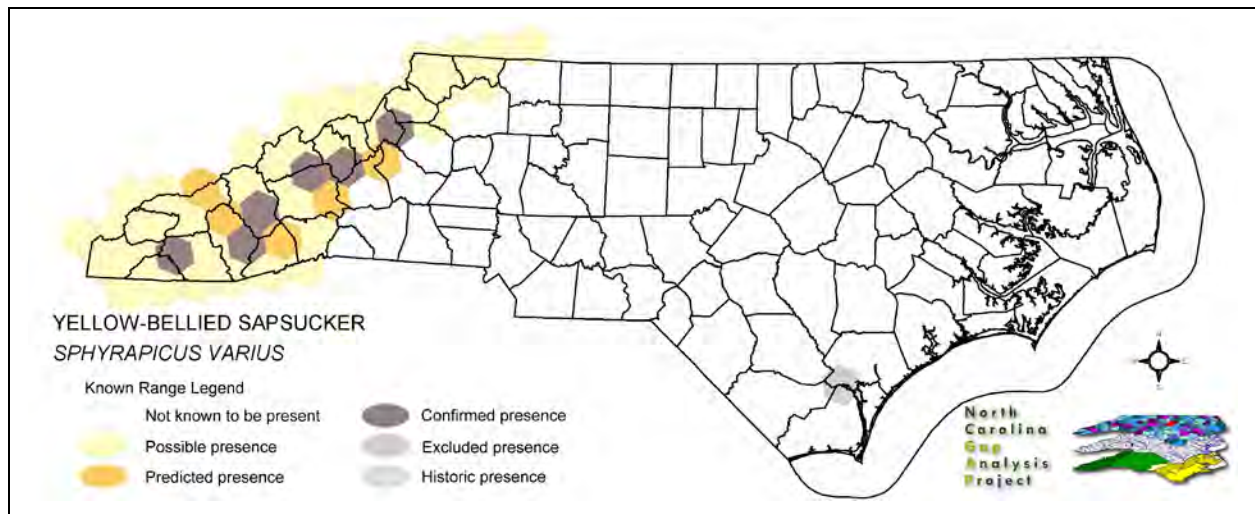 YELLOW-BELLIED SAPSUCKER
SPHYRAPICUS VARIUS
Known Range Legend
Not known to be present
Possible presence
Predicted presence
Confirmed presence
Excluded presence
Historic presence
North
Carolina
Gap
Analysis
Project